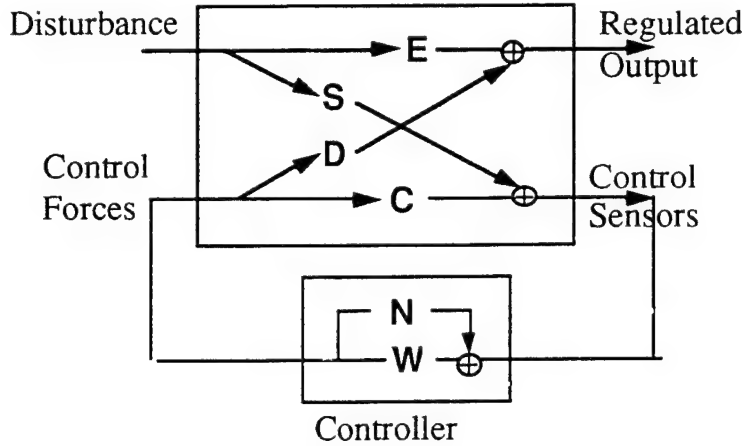 Disturbance
E
Regulated
Output
S
D
Control
Forces
C
Control
Sensors
N
W
Controller